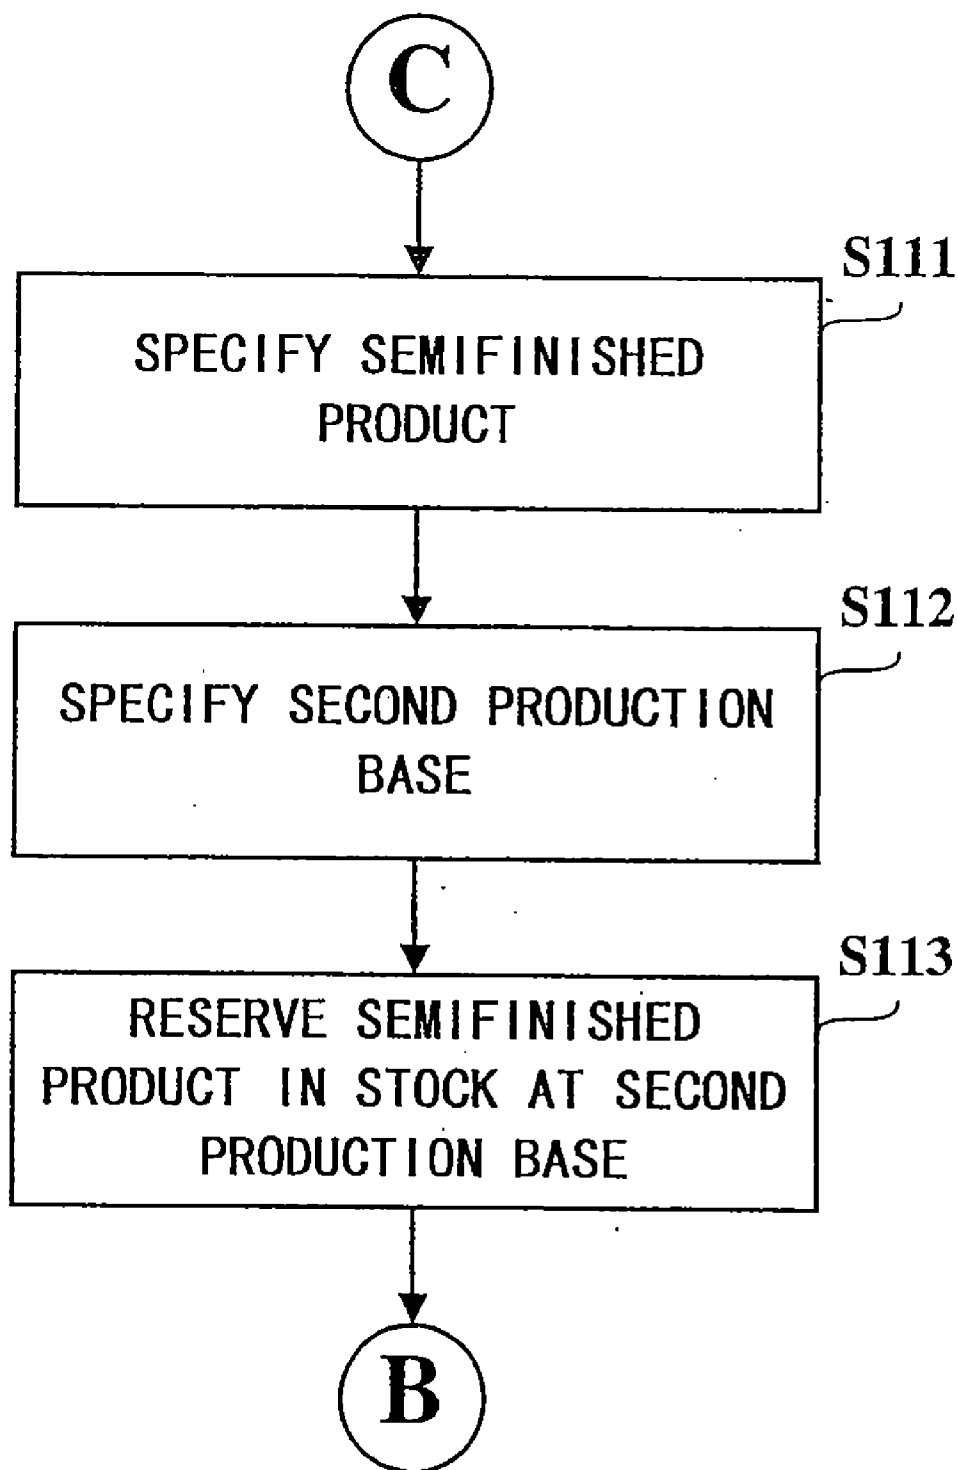 C
S111
SPECIFY SEMIFINISHED
PRODUCT
S112
SPECIFY SECOND PRODUCTION
BASE
S113
RESERVE SEMIFINISHED
PRODUCT IN STOCK AT SECOND
PRODUCTION BASE
B